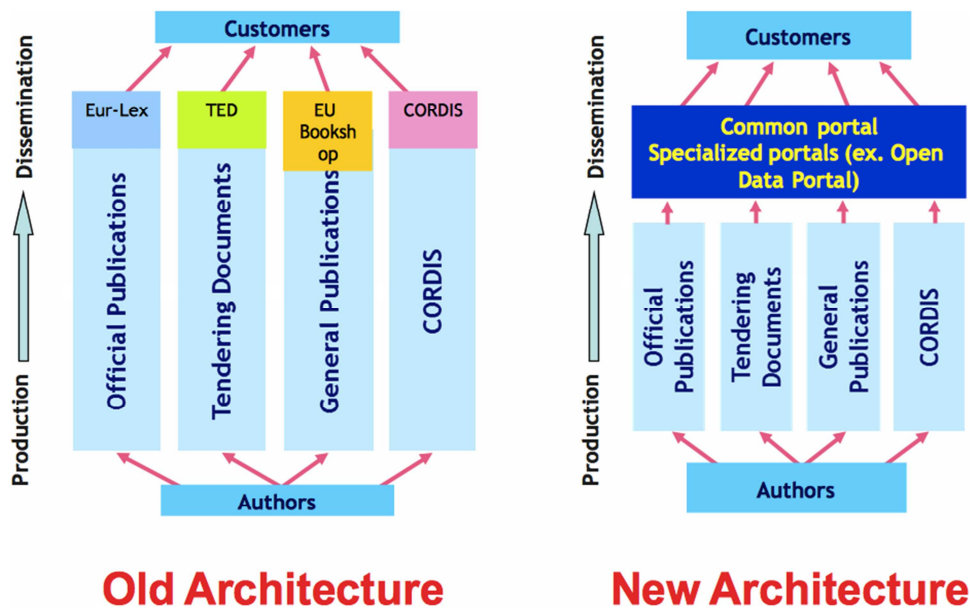 Customers
Dissemination
Production
Eur-Lex
TED
EU
Booksh
op
CORDIS
Official Publications
Tendering Documents
General Publications
CORDIS
Authors
Old Architecture
Customers
Dissemination
Production
Common portal
Specialized portals (ex. Open
Data Portal)
Official
Publications
Tendering
Documents
General
Publications
CORDIS
Authors
New Architecture